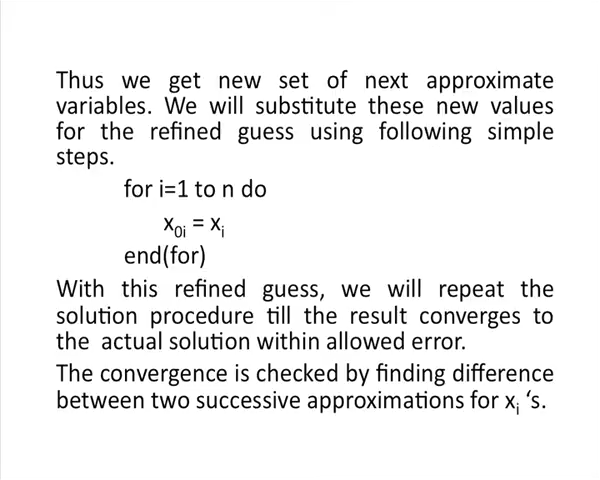 Thus we get new set of next approximate
variables. We will substitute these new values
for the refined guess using following simple
steps.
for i=1 to n do
x₀ᵢ = xᵢ
end(for)
With this refined guess, we will repeat the
solution procedure till the result converges to
the actual solution within allowed error.
The convergence is checked by finding difference
between two successive approximations for xᵢ ‘s.